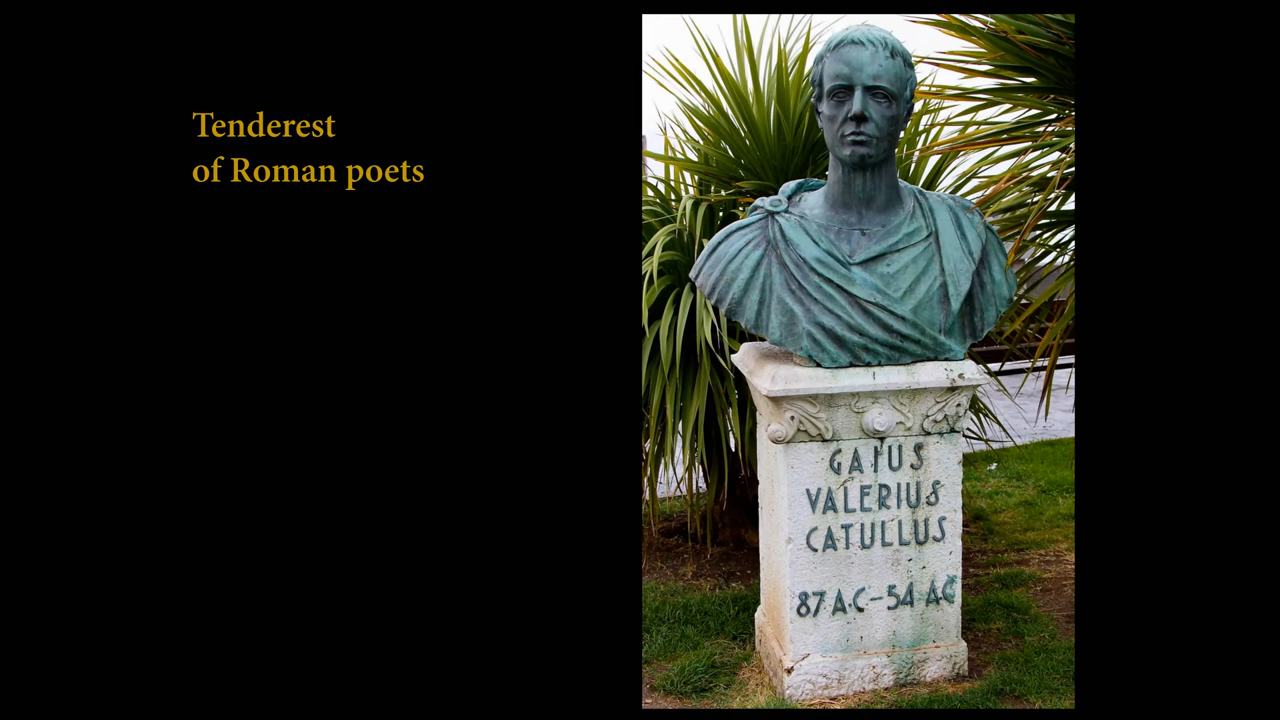 Tenderest
of Roman poets
GAIUS
VALERIUS
CATULLUS
87 A.C-54 A.C